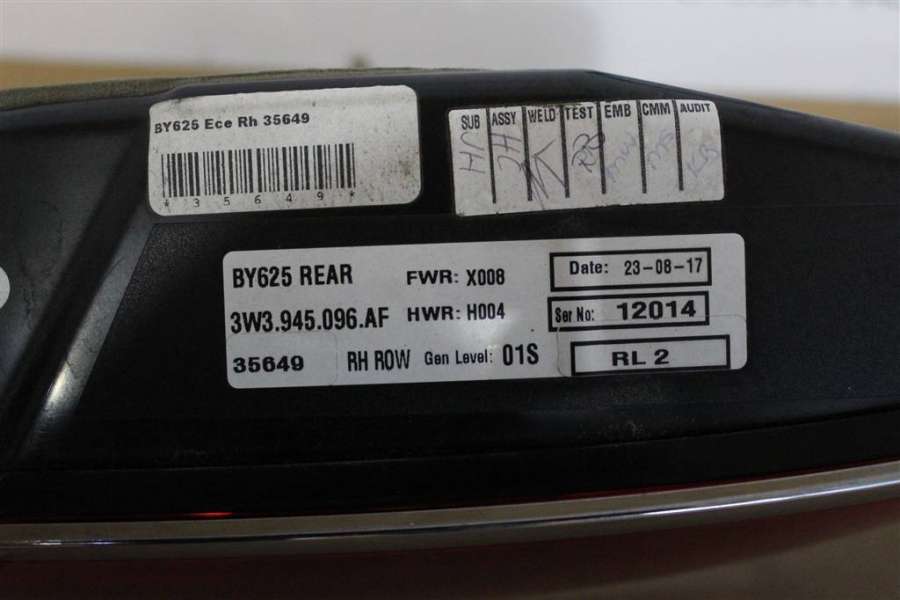 BY625 Ece Rh 35649
*35649*
SUB ASSY WELD TEST EMB CMM AUDIT
BY625 REAR FWR: X008 Date: 23-08-17
3W3.945.096.AF HWR: H004 Ser No: 12014
35649 RH ROW Gen Level: 01S RL 2